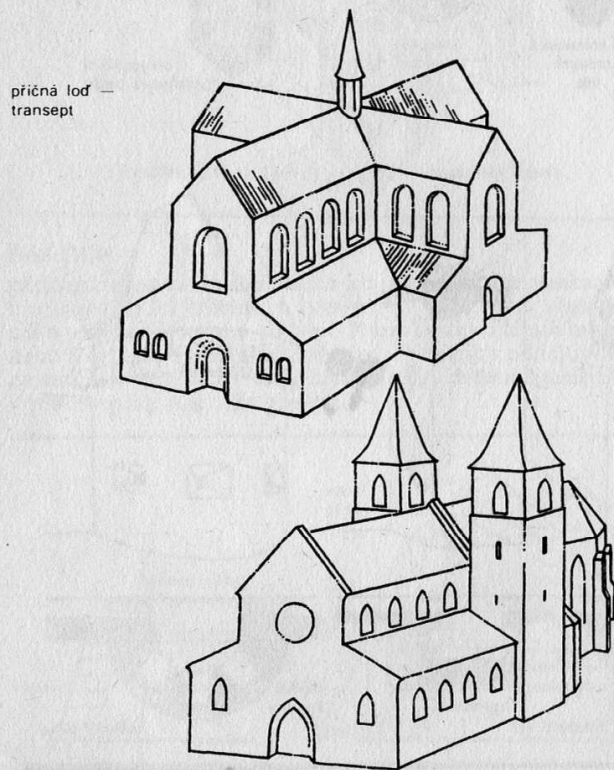 příčná loď —
transept